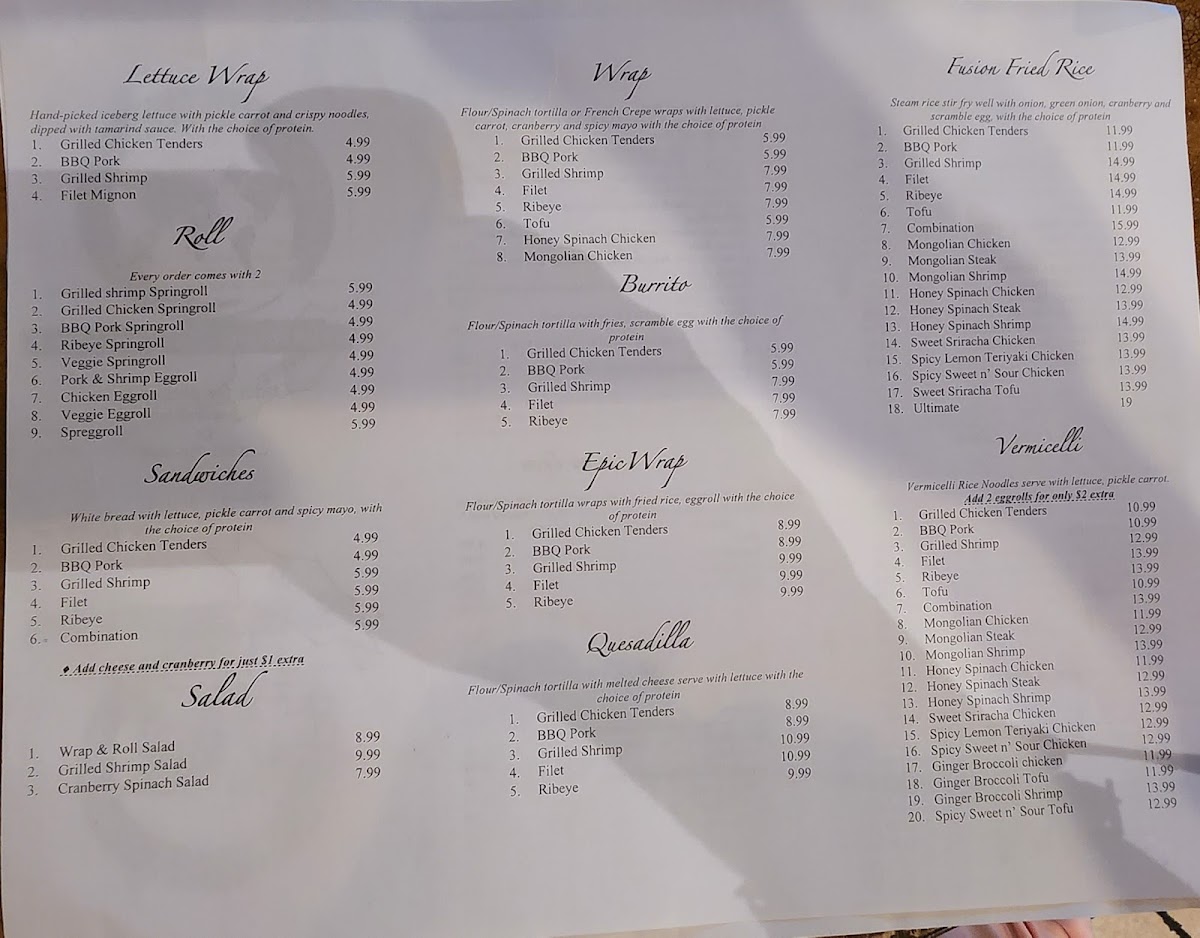 Lettuce Wrap
Hand-picked iceberg lettuce with pickle carrot and crispy noodles,
dipped with tamarind sauce. With the choice of protein.
1. Grilled Chicken Tenders 4.99
2. BBQ Pork 4.99
3. Grilled Shrimp 5.99
4. Filet Mignon 5.99
Roll
Every order comes with 2
1. Grilled shrimp Springroll 5.99
2. Grilled Chicken Springroll 4.99
3. BBQ Pork Springroll 4.99
4. Ribeye Springroll 4.99
5. Veggie Springroll 4.99
6. Pork & Shrimp Eggroll 4.99
7. Chicken Eggroll 4.99
8. Veggie Eggroll 4.99
9. Spreggroll 5.99
Sandwiches
White bread with lettuce, pickle carrot and spicy mayo, with
the choice of protein
1. Grilled Chicken Tenders 4.99
2. BBQ Pork 4.99
3. Grilled Shrimp 5.99
4. Filet 5.99
5. Ribeye 5.99
6. Combination 5.99
♦ Add cheese and cranberry for just $1 extra
Salad
1. Wrap & Roll Salad 8.99
2. Grilled Shrimp Salad 9.99
3. Cranberry Spinach Salad 7.99
Wrap
Flour/Spinach tortilla or French Crepe wraps with lettuce, pickle
carrot, cranberry and spicy mayo with the choice of protein
1. Grilled Chicken Tenders 5.99
2. BBQ Pork 5.99
3. Grilled Shrimp 7.99
4. Filet 7.99
5. Ribeye 7.99
6. Tofu 5.99
7. Honey Spinach Chicken 7.99
8. Mongolian Chicken 7.99
Burrito
Flour/Spinach tortilla with fries, scramble egg with the choice of
protein
1. Grilled Chicken Tenders 5.99
2. BBQ Pork 5.99
3. Grilled Shrimp 7.99
4. Filet 7.99
5. Ribeye 7.99
Epic Wrap
Flour/Spinach tortilla wraps with fried rice, eggroll with the choice
of protein
1. Grilled Chicken Tenders 8.99
2. BBQ Pork 8.99
3. Grilled Shrimp 9.99
4. Filet 9.99
5. Ribeye 9.99
Quesadilla
Flour/Spinach tortilla with melted cheese serve with lettuce with the
choice of protein
1. Grilled Chicken Tenders 8.99
2. BBQ Pork 8.99
3. Grilled Shrimp 10.99
4. Filet 10.99
5. Ribeye 9.99
Fusion Fried Rice
Steam rice stir fry well with onion, green onion, cranberry and
scramble egg, with the choice of protein
1. Grilled Chicken Tenders 11.99
2. BBQ Pork 11.99
3. Grilled Shrimp 14.99
4. Filet 14.99
5. Ribeye 14.99
6. Tofu 11.99
7. Combination 15.99
8. Mongolian Chicken 12.99
9. Mongolian Steak 13.99
10. Mongolian Shrimp 14.99
11. Honey Spinach Chicken 12.99
12. Honey Spinach Steak 13.99
13. Honey Spinach Shrimp 14.99
14. Sweet Sriracha Chicken 13.99
15. Spicy Lemon Teriyaki Chicken 13.99
16. Spicy Sweet n' Sour Chicken 13.99
17. Sweet Sriracha Tofu 13.99
18. Ultimate 19
Vermicelli
Vermicelli Rice Noodles serve with lettuce, pickle carrot.
Add 2 eggrolls for only $2 extra
1. Grilled Chicken Tenders 10.99
2. BBQ Pork 10.99
3. Grilled Shrimp 12.99
4. Filet 13.99
5. Ribeye 13.99
6. Tofu 10.99
7. Combination 13.99
8. Mongolian Chicken 11.99
9. Mongolian Steak 12.99
10. Mongolian Shrimp 13.99
11. Honey Spinach Chicken 11.99
12. Honey Spinach Steak 12.99
13. Honey Spinach Shrimp 13.99
14. Sweet Sriracha Chicken 12.99
15. Spicy Lemon Teriyaki Chicken 12.99
16. Spicy Sweet n' Sour Chicken 12.99
17. Ginger Broccoli chicken 11.99
18. Ginger Broccoli Tofu 11.99
19. Ginger Broccoli Shrimp 13.99
20. Spicy Sweet n' Sour Tofu 12.99